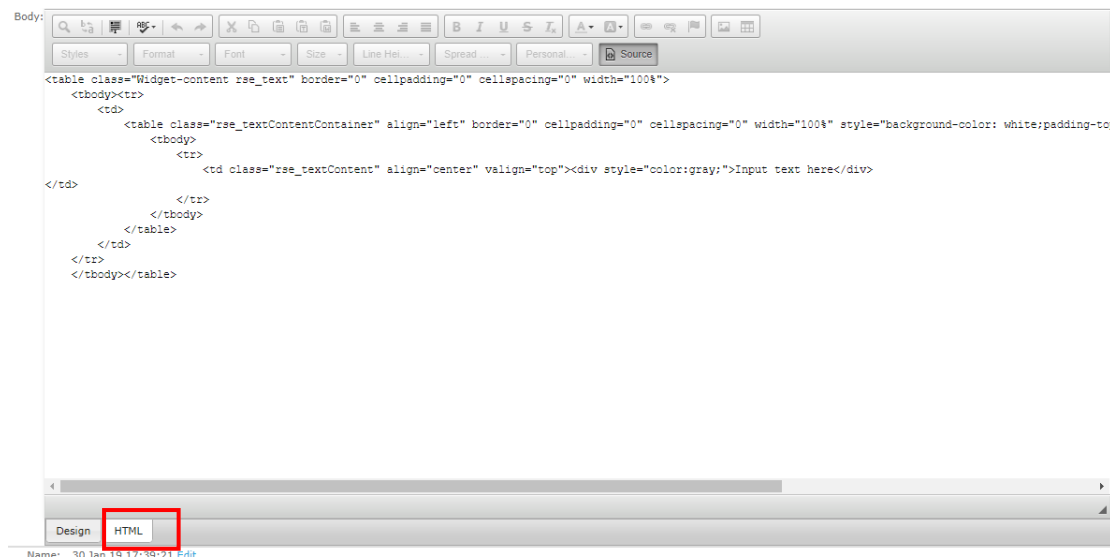 Body:
ABC
B I U S Ix A A
Styles Format Font Size Line Hei... Spread ... Personal... Source
<table class="Widget-content rse_text" border="0" cellpadding="0" cellspacing="0" width="100%">
<tbody><tr>
<td>
<table class="rse_textContentContainer" align="left" border="0" cellpadding="0" cellspacing="0" width="100%" style="background-color: white;padding-to
<tbody>
<tr>
<td class="rse_textContent" align="center" valign="top"><div style="color:gray;">Input text here</div>
</td>
</tr>
</tbody>
</table>
</td>
</tr>
</tbody></table>
Design HTML
Name: 30 Jan 19 17:39:21 Edit